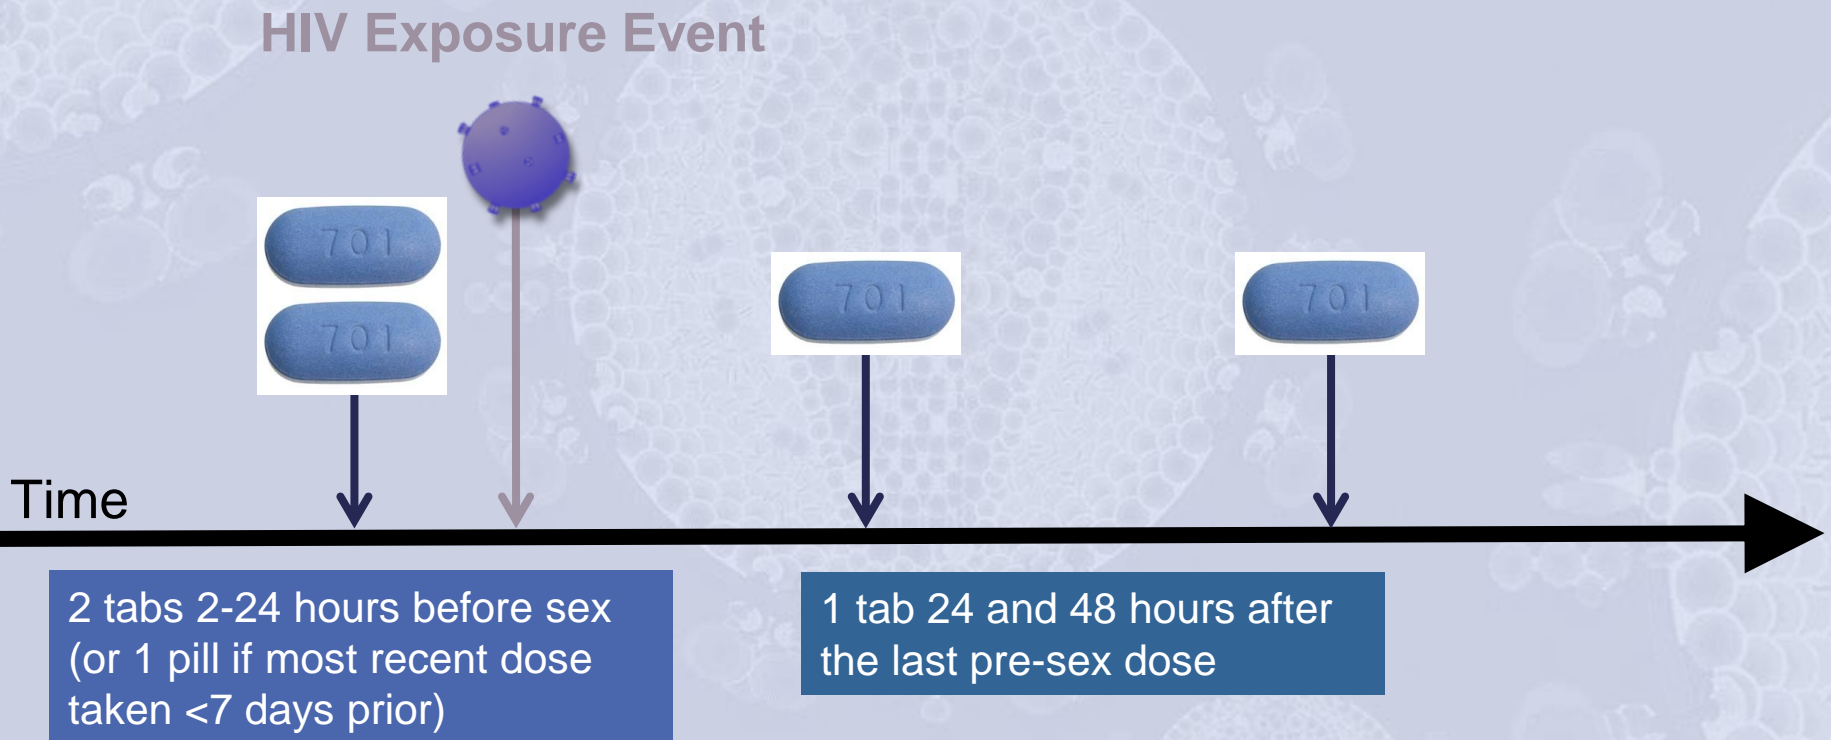 HIV Exposure Event
701
701
701
701
Time
2 tabs 2-24 hours before sex
(or 1 pill if most recent dose
taken <7 days prior)
1 tab 24 and 48 hours after
the last pre-sex dose